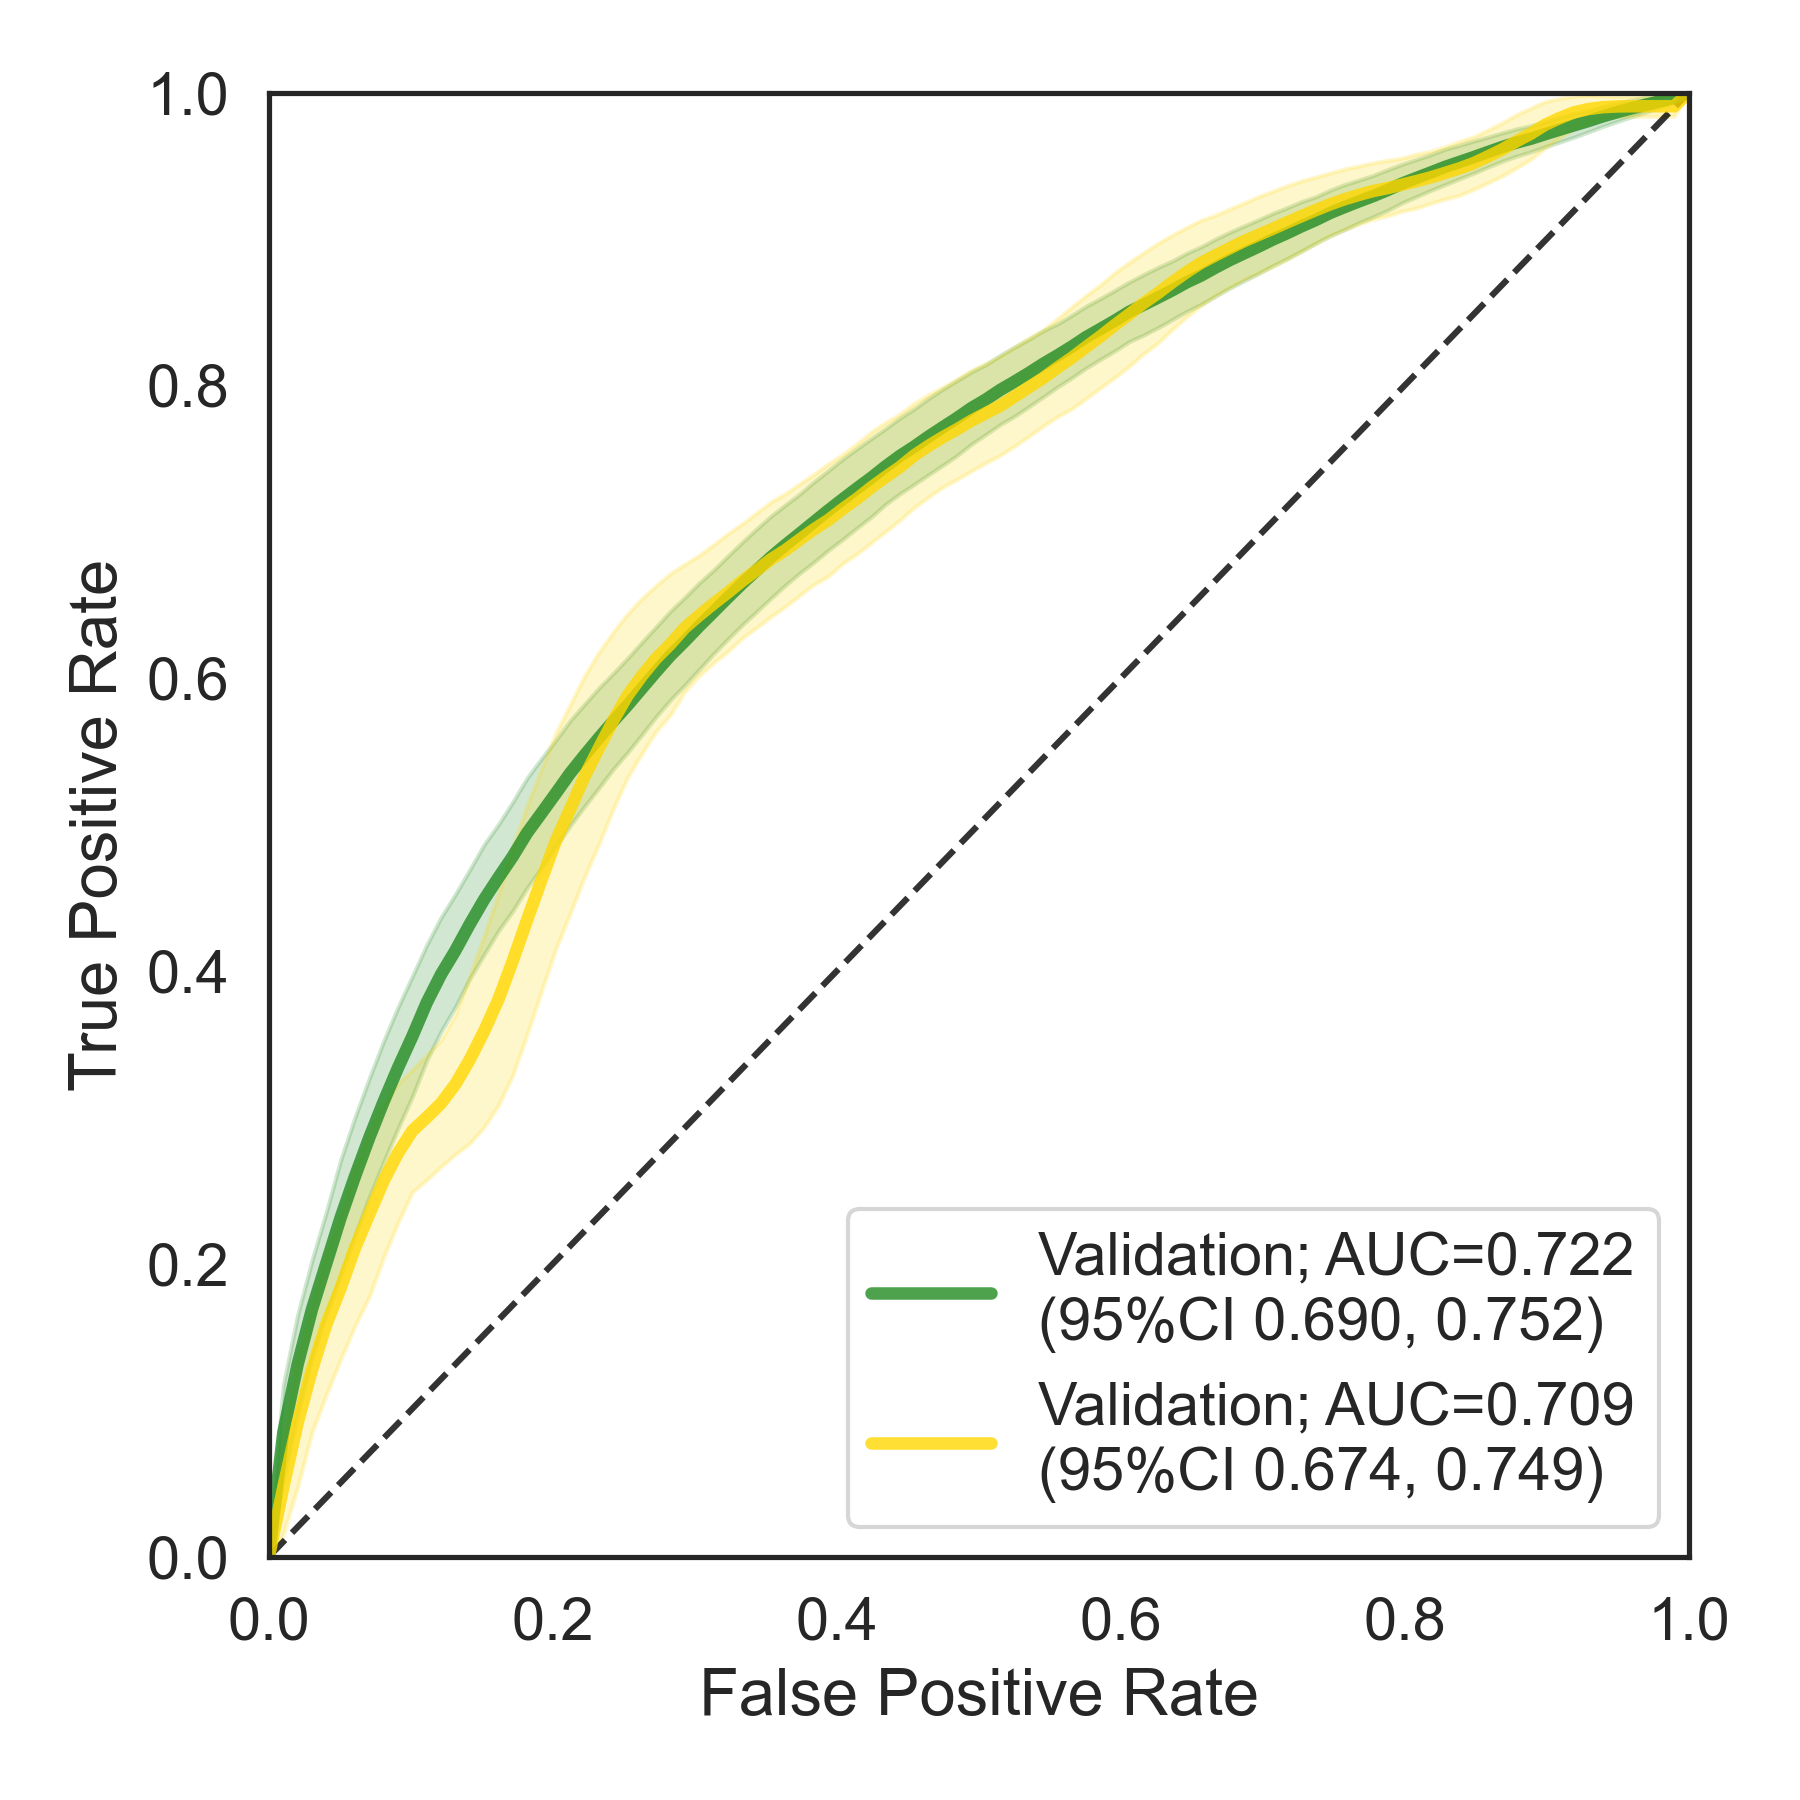 1.0
0.8
0.6
0.4
0.2
0.0
True Positive Rate
Validation; AUC=0.722
(95%CI 0.690, 0.752)
Validation; AUC=0.709
(95%CI 0.674, 0.749)
0.0 0.2 0.4 0.6 0.8 1.0
False Positive Rate